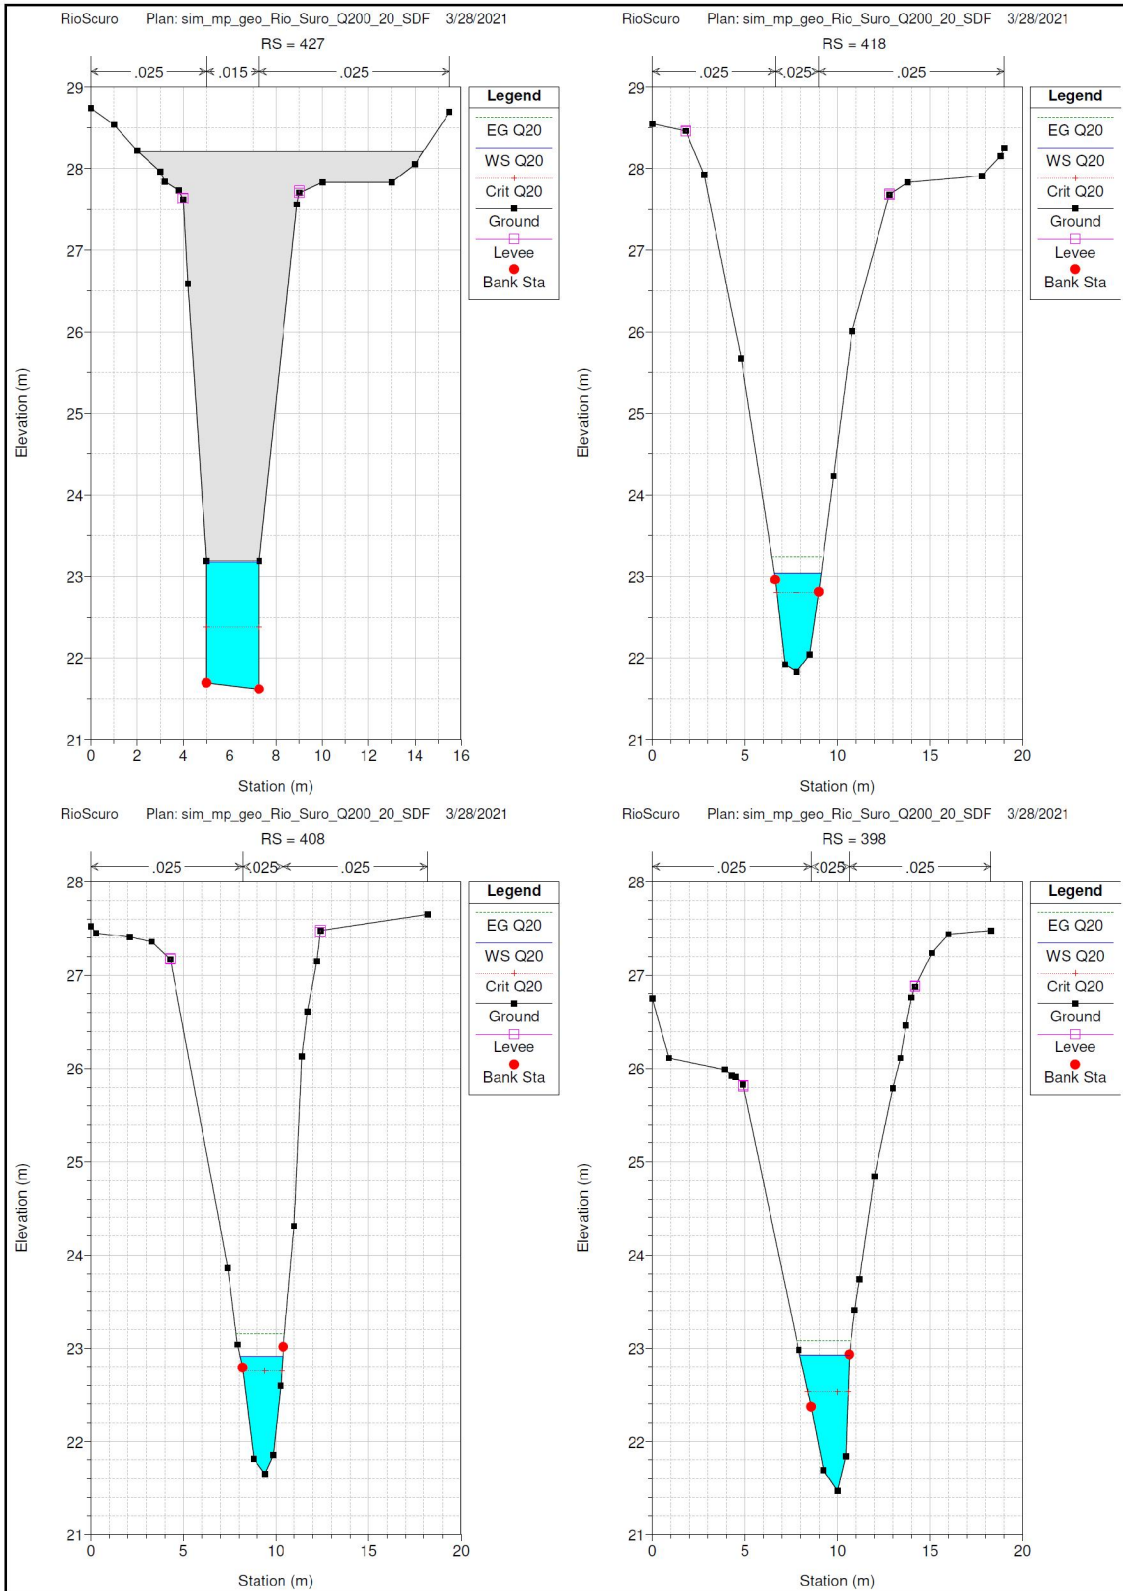 RioScuro Plan: sim_mp_geo_Rio_Suro_Q200_20_SDF 3/28/2021
RS = 427
.025 .015 .025
Legend
EG Q20
WS Q20
Crit Q20
Ground
Levee
Bank Sta
29
28
27
26
25
24
23
22
21
0 2 4 6 8 10 12 14 16
Elevation (m)
Station (m)
RioScuro Plan: sim_mp_geo_Rio_Suro_Q200_20_SDF 3/28/2021
RS = 418
.025 .025 .025
Legend
EG Q20
WS Q20
Crit Q20
Ground
Levee
Bank Sta
29
28
27
26
25
24
23
22
21
0 5 10 15 20
Elevation (m)
Station (m)
RioScuro Plan: sim_mp_geo_Rio_Suro_Q200_20_SDF 3/28/2021
RS = 408
.025 .025 .025
Legend
EG Q20
WS Q20
Crit Q20
Ground
Levee
Bank Sta
28
27
26
25
24
23
22
21
0 5 10 15 20
Elevation (m)
Station (m)
RioScuro Plan: sim_mp_geo_Rio_Suro_Q200_20_SDF 3/28/2021
RS = 398
.025 .025 .025
Legend
EG Q20
WS Q20
Crit Q20
Ground
Levee
Bank Sta
28
27
26
25
24
23
22
21
0 5 10 15 20
Elevation (m)
Station (m)